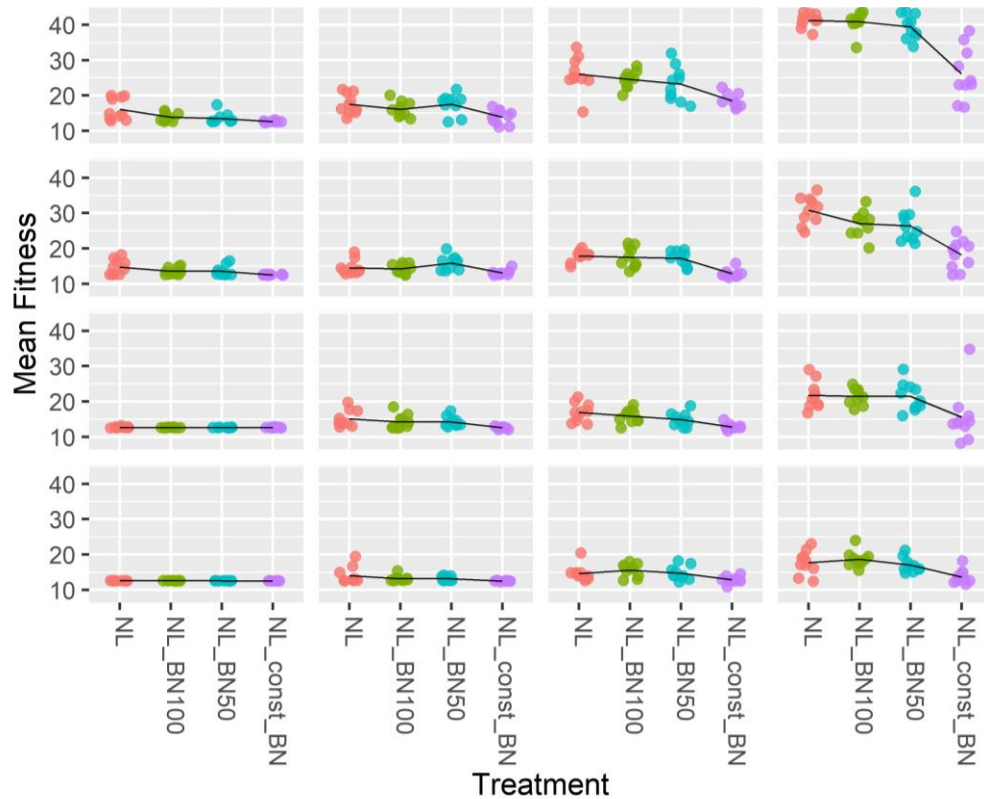 Mean Fitness
40
30
20
10
40
30
20
10
40
30
20
10
40
30
20
10
NL
NL_BN100
NL_BN50
NL_const_BN
NL
NL_BN100
NL_BN50
NL_const_BN
NL
NL_BN100
NL_BN50
NL_const_BN
NL
NL_BN100
NL_BN50
NL_const_BN
Treatment